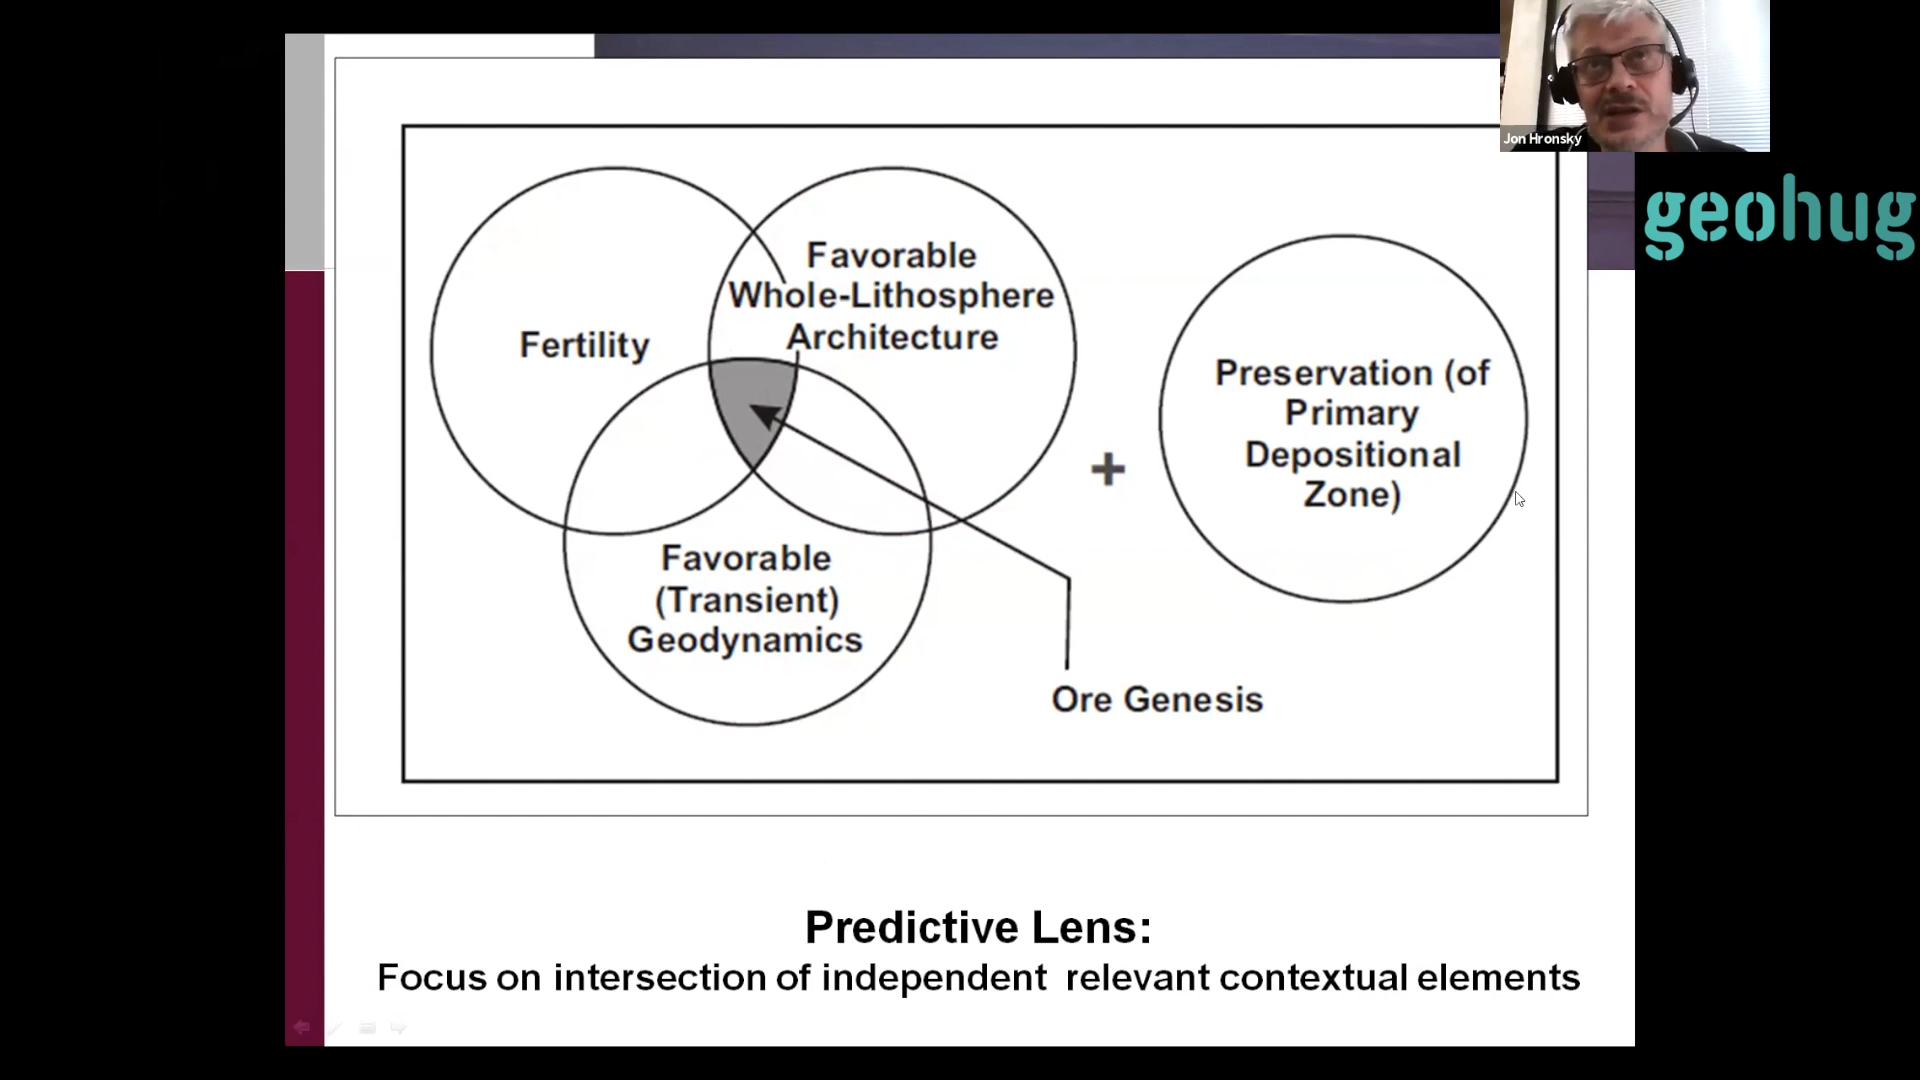 Jon Hronsky
geohug
Fertility
Favorable
Whole-Lithosphere
Architecture
Preservation (of
Primary
Depositional
Zone)
+
Favorable
(Transient)
Geodynamics
Ore Genesis
Predictive Lens:
Focus on intersection of independent relevant contextual elements